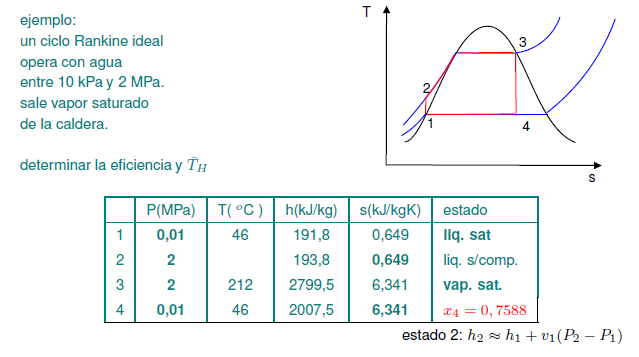 ejemplo:
un ciclo Rankine ideal
opera con agua
entre 10 kPa y 2 MPa.
sale vapor saturado
de la caldera.
determinar la eficiencia y T̄_H
T
3
2
1
4
s
P(MPa) T( °C ) h(kJ/kg) s(kJ/kgK) estado
1 0,01 46 191,8 0,649 liq. sat
2 2 193,8 0,649 liq. s/comp.
3 2 212 2799,5 6,341 vap. sat.
4 0,01 46 2007,5 6,341 x₄ = 0,7588
estado 2: h₂ ≈ h₁ + v₁(P₂ − P₁)